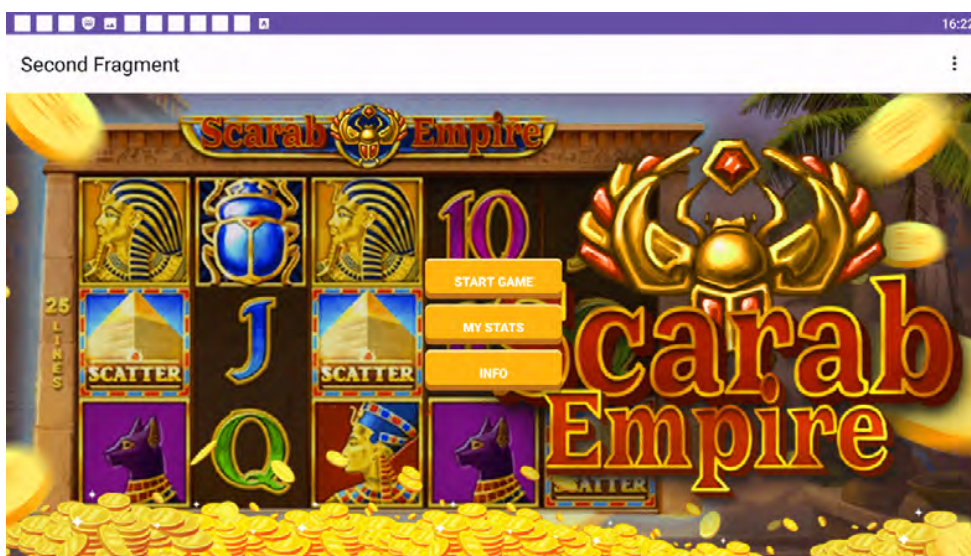 16:22
Second Fragment
Scarab Empire
10
START GAME
25
LINES
J
MY STATS
SCATTER
SCATTER
INFO
Scarab
Empire
Q
SCATTER